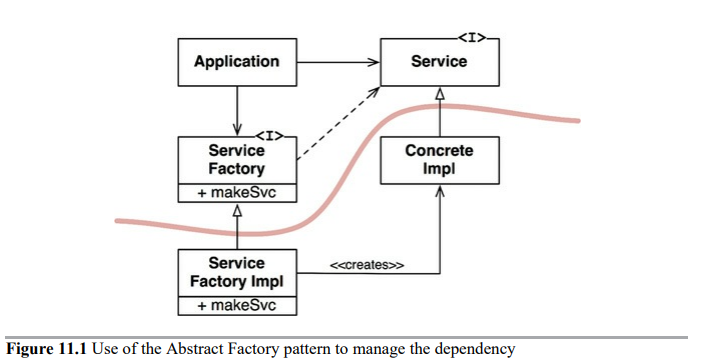 <I>
Application
Service
<I>
Service
Factory
+ makeSvc
Concrete
Impl
Service
Factory Impl
+ makeSvc
<<creates>>
Figure 11.1 Use of the Abstract Factory pattern to manage the dependency